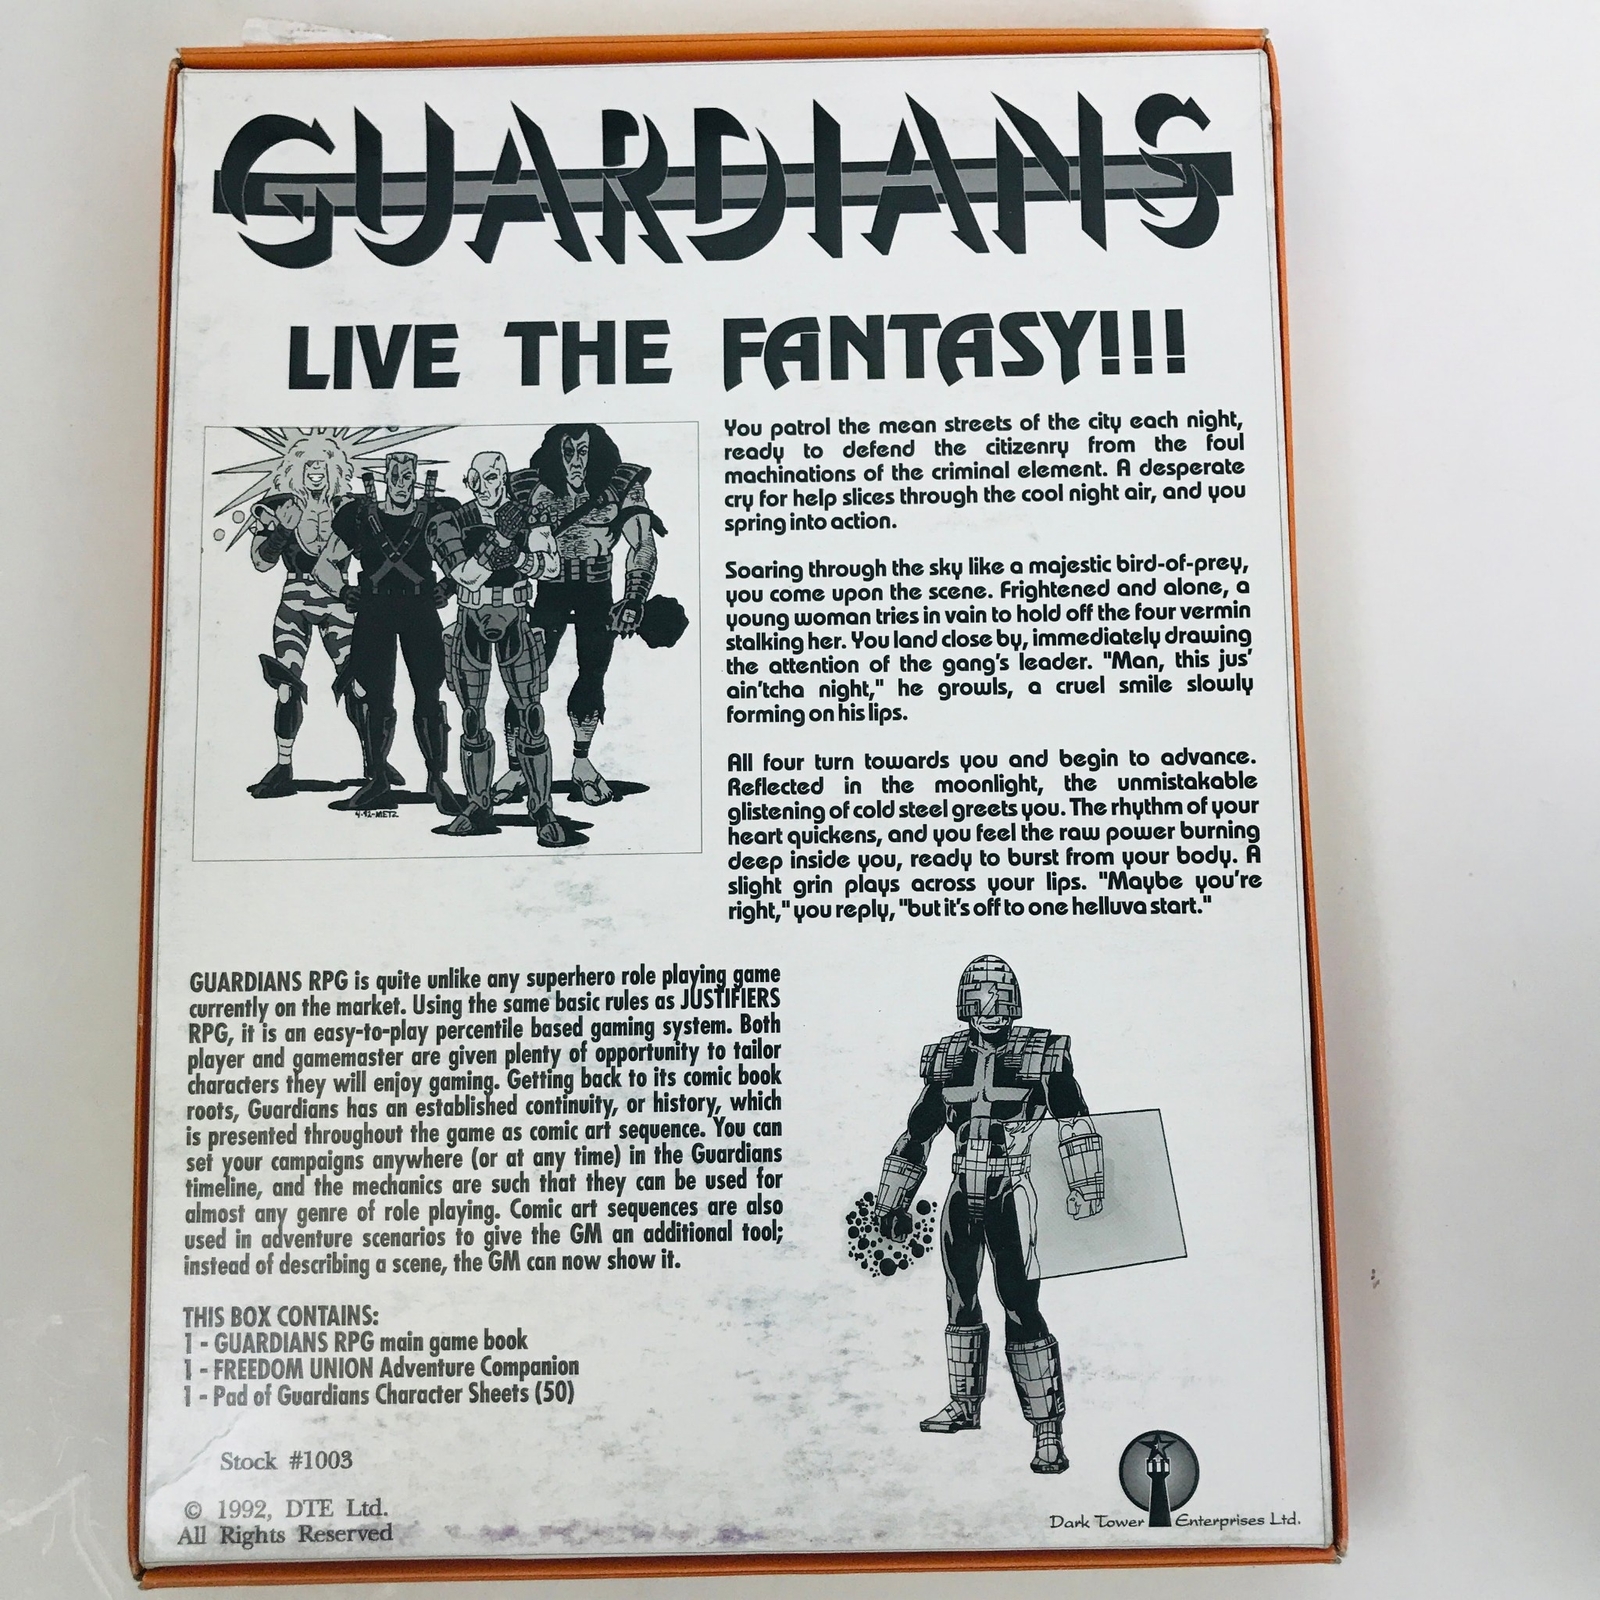 GUARDIANS
LIVE THE FANTASY!!!
You patrol the mean streets of the city each night,
ready to defend the citizenry from the foul
machinations of the criminal element. A desperate
cry for help slices through the cool night air, and you
spring into action.
Soaring through the sky like a majestic bird-of-prey,
you come upon the scene. Frightened and alone, a
young woman tries in vain to hold off the four vermin
stalking her. You land close by, immediately drawing
the attention of the gang's leader. "Man, this jus'
ain'tcha night," he growls, a cruel smile slowly
forming on his lips.
All four turn towards you and begin to advance.
Reflected in the moonlight, the unmistakable
glistening of cold steel greets you. The rhythm of your
heart quickens, and you feel the raw power burning
deep inside you, ready to burst from your body. A
slight grin plays across your lips. "Maybe you're
right," you reply, "but it's off to one helluva start."
4-92-METZ
GUARDIANS RPG is quite unlike any superhero role playing game
currently on the market. Using the same basic rules as JUSTIFIERS
RPG, it is an easy-to-play percentile based gaming system. Both
player and gamemaster are given plenty of opportunity to tailor
characters they will enjoy gaming. Getting back to its comic book
roots, Guardians has an established continuity, or history, which
is presented throughout the game as comic art sequence. You can
set your campaigns anywhere (or at any time) in the Guardians
timeline, and the mechanics are such that they can be used for
almost any genre of role playing. Comic art sequences are also
used in adventure scenarios to give the GM an additional tool;
instead of describing a scene, the GM can now show it.
THIS BOX CONTAINS:
1 - GUARDIANS RPG main game book
1 - FREEDOM UNION Adventure Companion
1 - Pad of Guardians Character Sheets (50)
Stock #1003
© 1992, DTE Ltd.
All Rights Reserved
Dark Tower Enterprises Ltd.